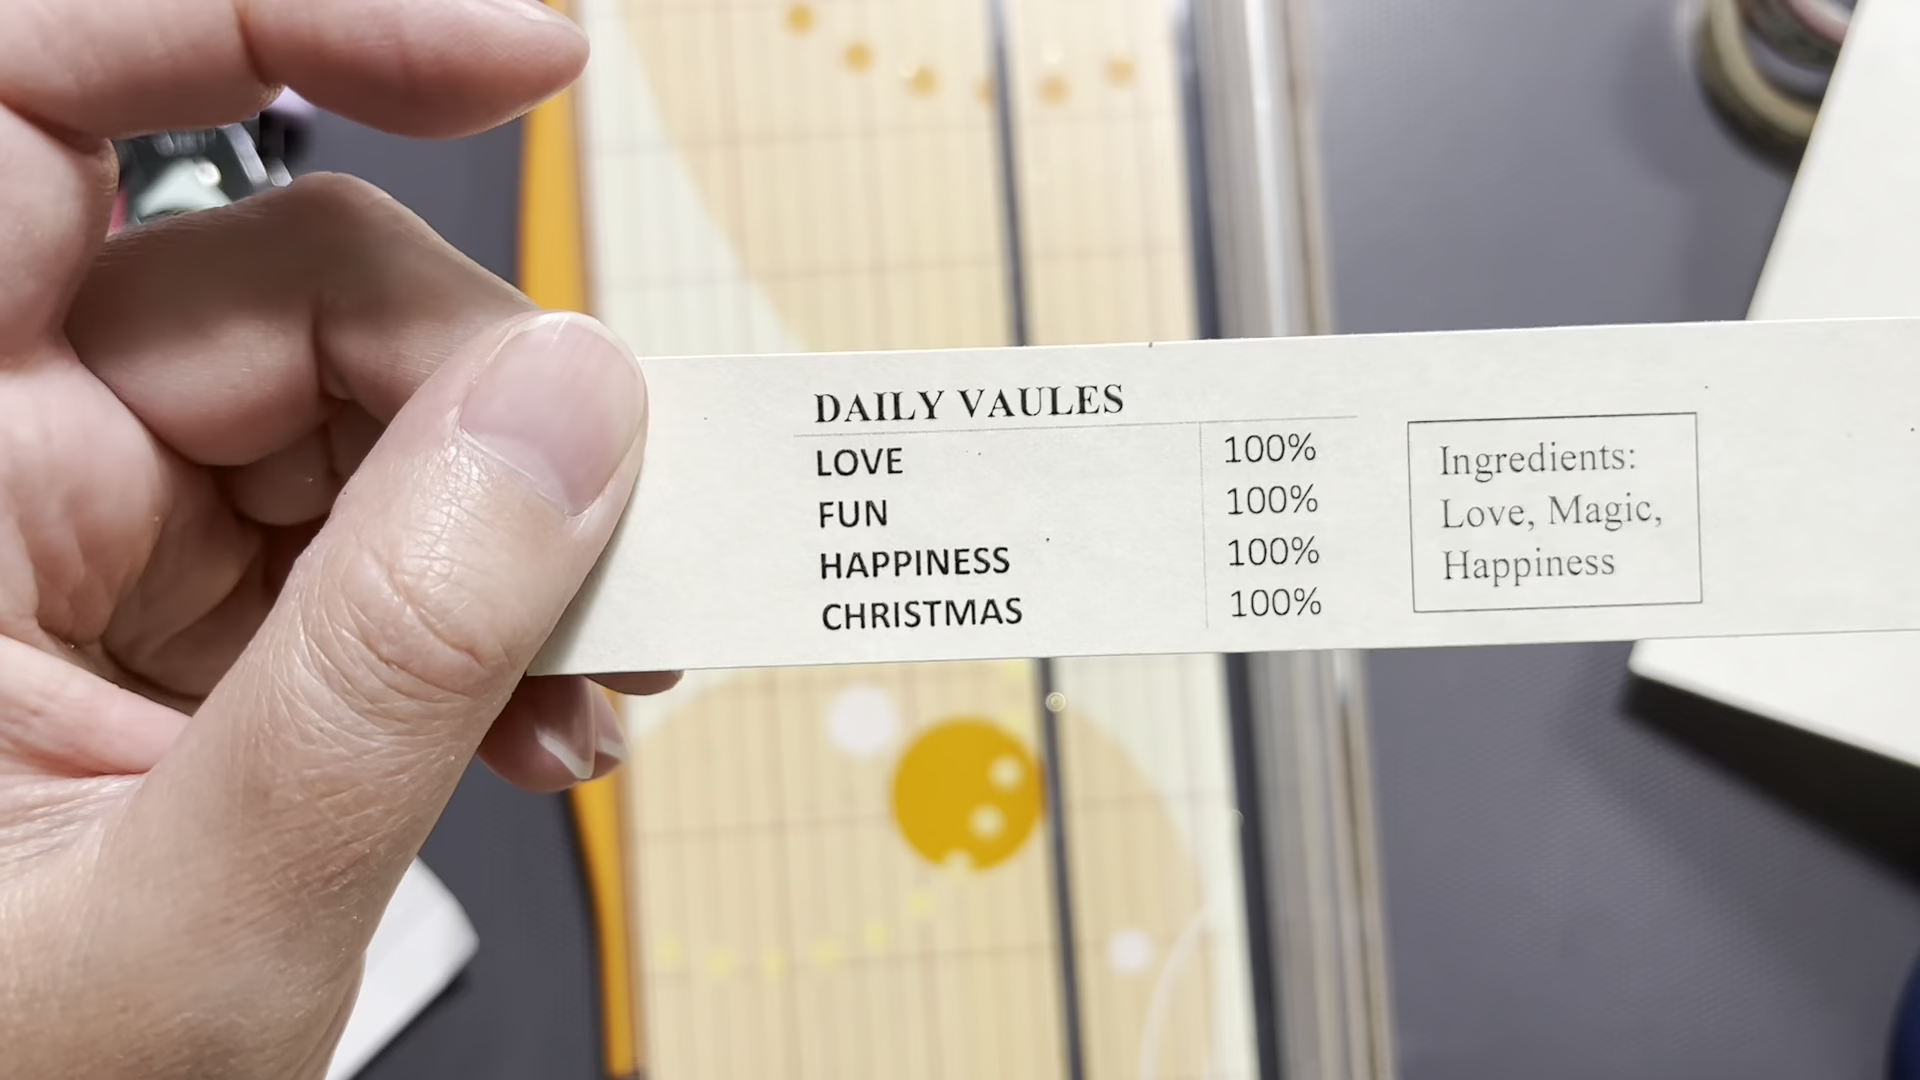 DAILY VAULES
LOVE 100%
FUN 100%
HAPPINESS 100%
CHRISTMAS 100%
Ingredients:
Love, Magic,
Happiness